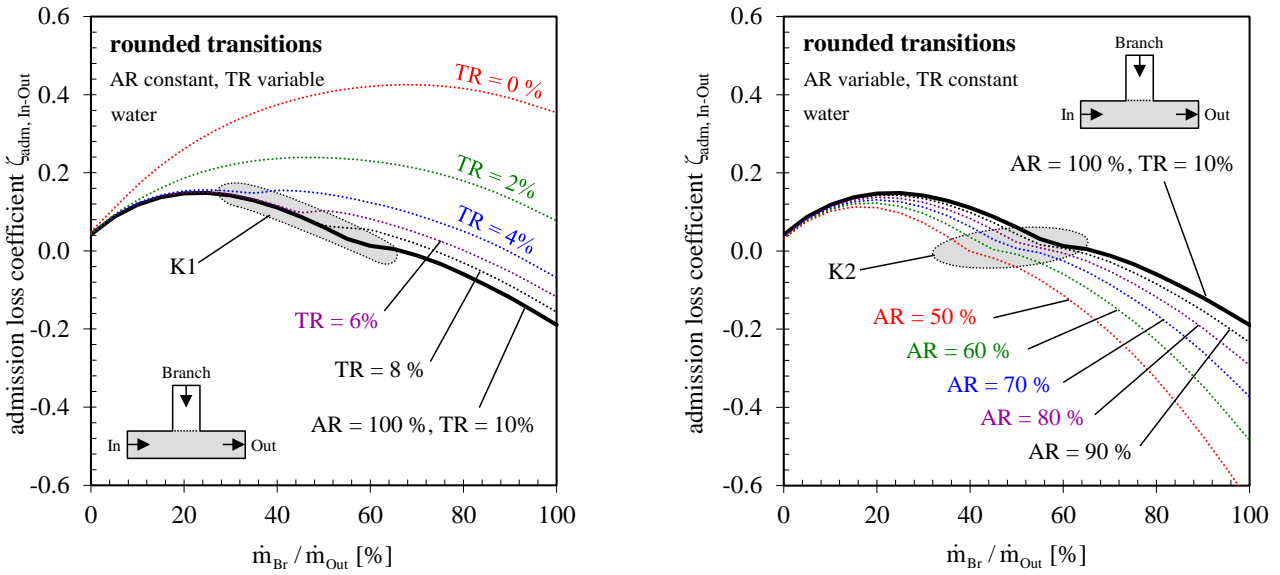 admission loss coefficient ζadm, In-Out
0.6
0.4
0.2
0.0
-0.2
-0.4
-0.6
rounded transitions
AR constant, TR variable
water
TR = 0 %
TR = 2%
TR = 4%
K1
TR = 6%
TR = 8 %
AR = 100 %, TR = 10%
Branch
In
Out
0
20
40
60
80
100
ṁBr / ṁOut [%]
admission loss coefficient ζadm, In-Out
0.6
0.4
0.2
0.0
-0.2
-0.4
-0.6
rounded transitions
AR variable, TR constant
water
Branch
In
Out
AR = 100 %, TR = 10%
K2
AR = 50 %
AR = 60 %
AR = 70 %
AR = 80 %
AR = 90 %
0
20
40
60
80
100
ṁBr / ṁOut [%]